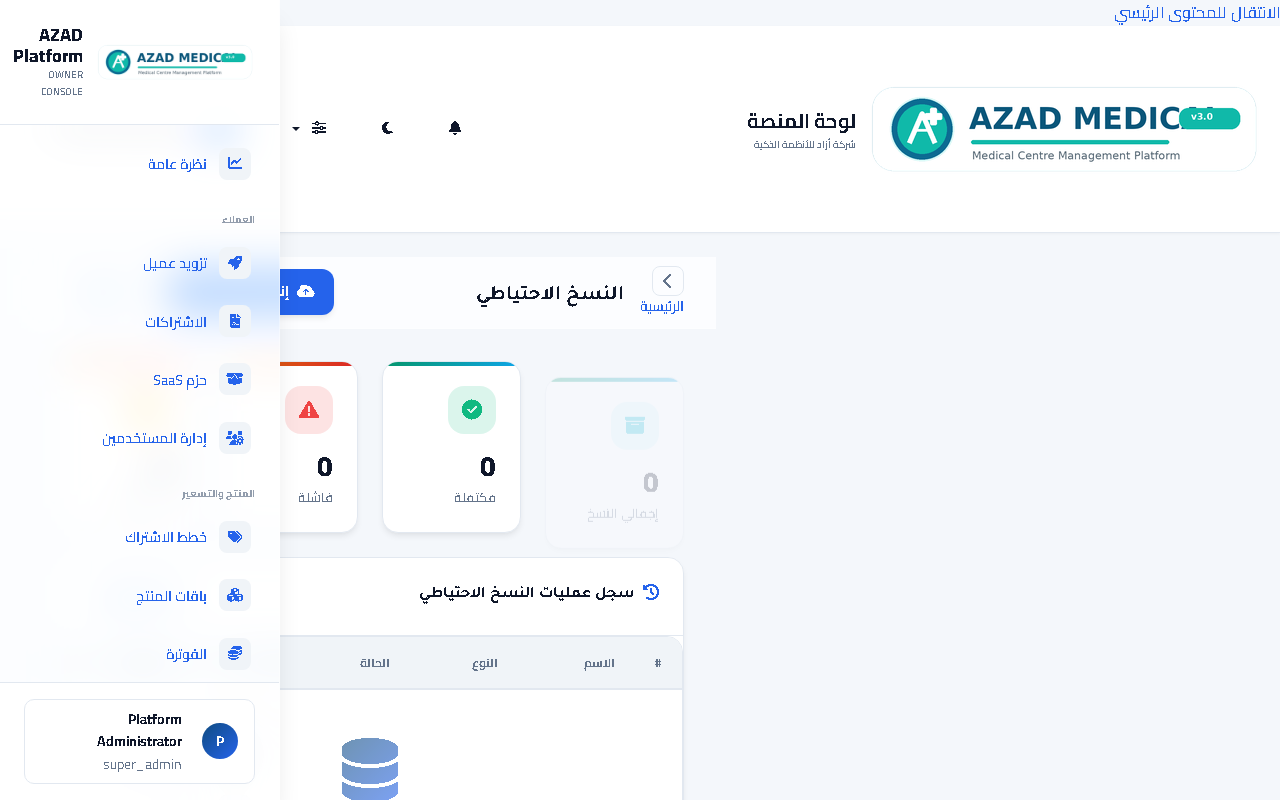 الانتقال للمحتوى الرئيسي
AZAD MEDIC
v3.0
Medical Centre Management Platform
لوحة المنصة
شركة أزاد للأنظمة الذكية
AZAD
Platform
OWNER
CONSOLE
AZAD MEDIC
v3.0
Medical Centre Management Platform
نظرة عامة
العملاء
تزويد عميل
الاشتراكات
حزم SaaS
إدارة المستخدمين
المنتج والتسعير
خطط الاشتراك
باقات المنتج
الفوترة
P
Platform
Administrator
super_admin
الرئيسية
النسخ الاحتياطي
0
إجمالي النسخ
0
مكتملة
0
فاشلة
سجل عمليات النسخ الاحتياطي
#
الاسم
النوع
الحالة